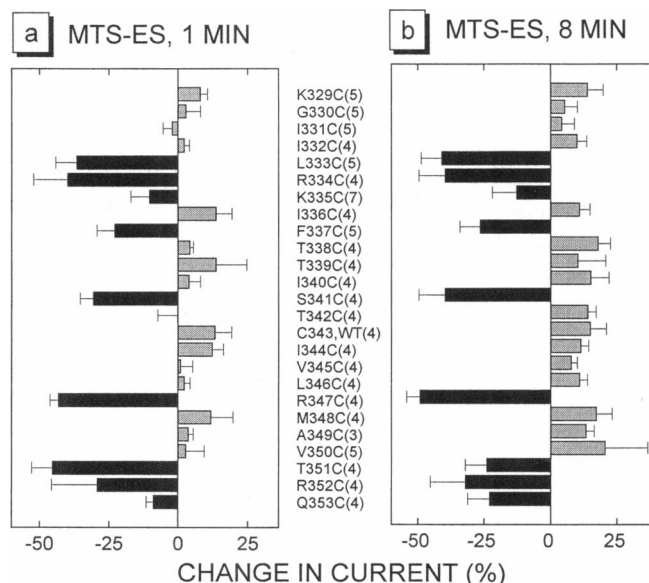 a MTS-ES, 1 MIN
b MTS-ES, 8 MIN
K329C(5)
G330C(5)
I331C(5)
I332C(4)
L333C(5)
R334C(4)
K335C(7)
I336C(4)
F337C(5)
T338C(4)
T339C(4)
I340C(4)
S341C(4)
T342C(4)
C343,WT(4)
I344C(4)
V345C(4)
L346C(4)
R347C(4)
M348C(4)
A349C(3)
V350C(5)
T351C(4)
R352C(4)
Q353C(4)
-50 -25 0 25
-50 -25 0 25
CHANGE IN CURRENT (%)